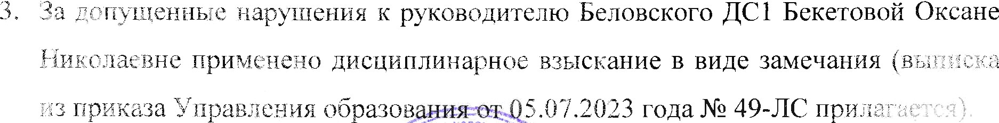 3. За допущенные нарушения к руководителю Беловского ДС1 Бекетовой Оксане
Николаевне применено дисциплинарное взыскание в виде замечания (выписка
из приказа Управления образования от 05.07.2023 года № 49-ЛС прилагается).